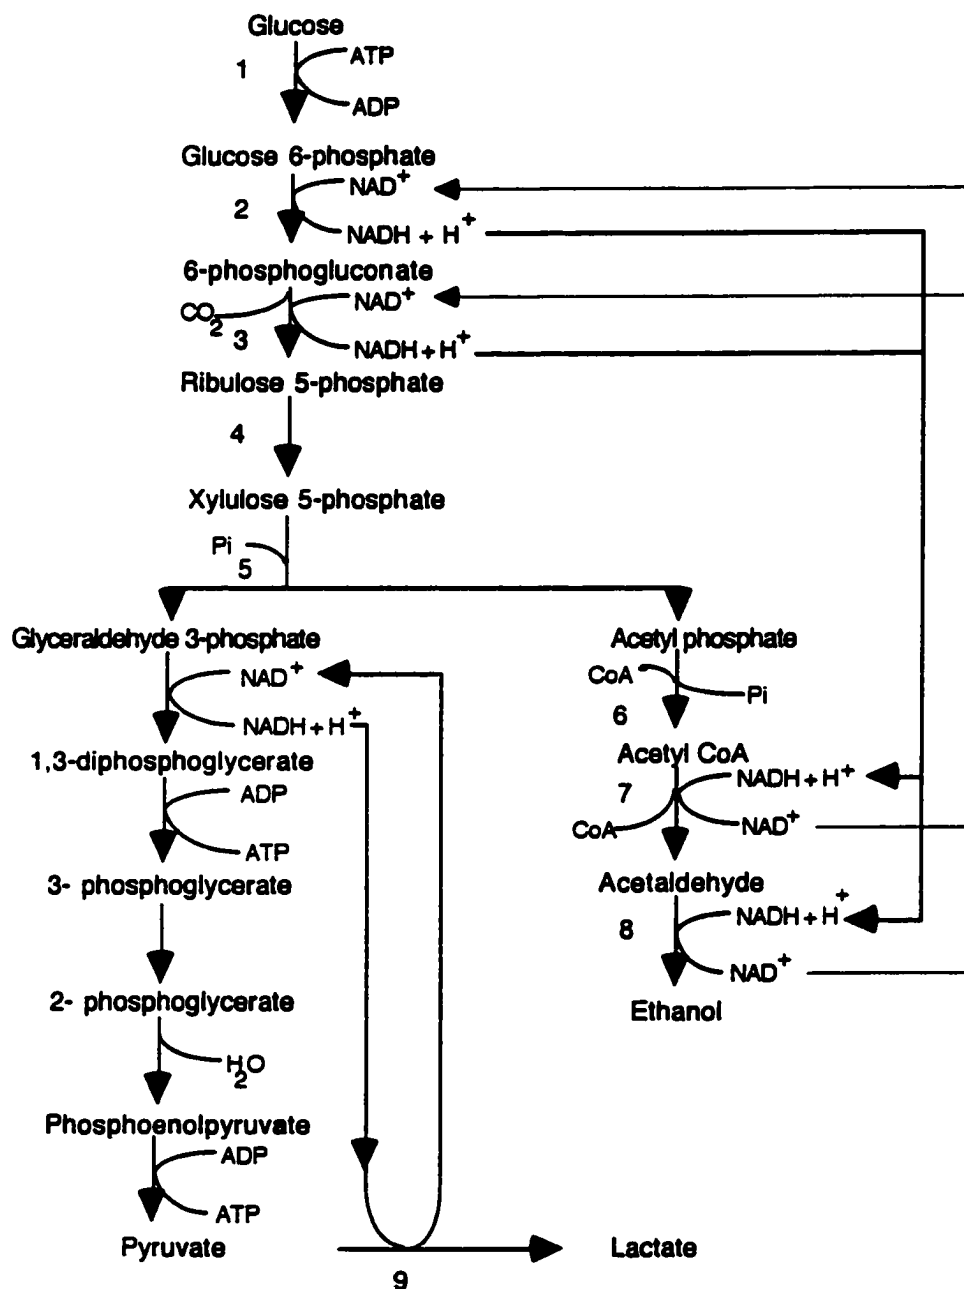 Glucose
ATP
1
ADP
Glucose 6-phosphate
NAD+
2
NADH + H+
6-phosphogluconate
NAD+
CO2
3
NADH + H+
Ribulose 5-phosphate
4
Xylulose 5-phosphate
Pi
5
Glyceraldehyde 3-phosphate
NAD+
NADH + H+
1,3-diphosphoglycerate
ADP
ATP
3- phosphoglycerate
2- phosphoglycerate
H2O
Phosphoenolpyruvate
ADP
ATP
Pyruvate
9
Lactate
Acetyl phosphate
CoA
Pi
6
Acetyl CoA
NADH + H+
7
CoA
NAD+
Acetaldehyde
NADH + H+
8
NAD+
Ethanol